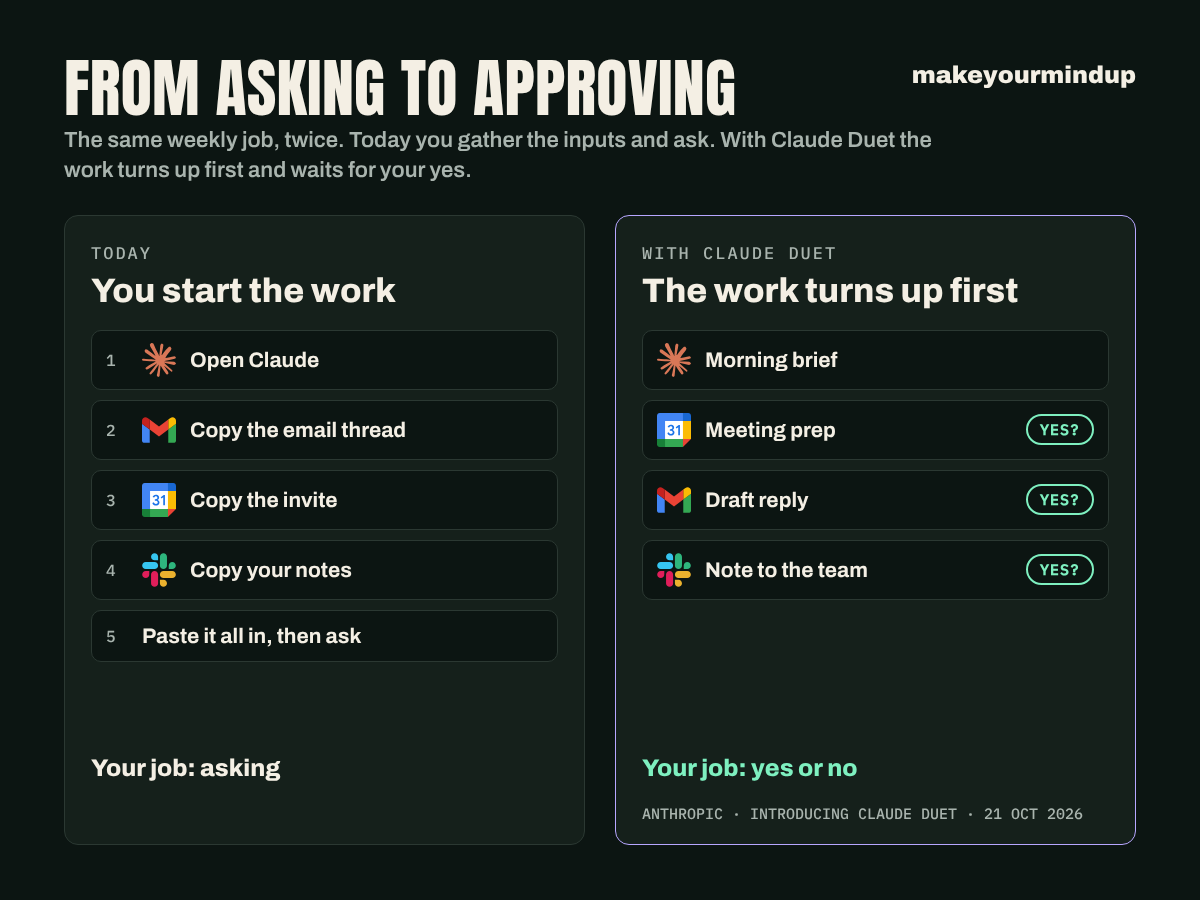 FROM ASKING TO APPROVING
makeyourmindup
The same weekly job, twice. Today you gather the inputs and ask. With Claude Duet the
work turns up first and waits for your yes.
TODAY
You start the work
1 Open Claude
2 Copy the email thread
3 31 Copy the invite
4 Copy your notes
5 Paste it all in, then ask
Your job: asking
WITH CLAUDE DUET
The work turns up first
Morning brief
31 Meeting prep YES?
Draft reply YES?
Note to the team YES?
Your job: yes or no
ANTHROPIC · INTRODUCING CLAUDE DUET · 21 OCT 2026